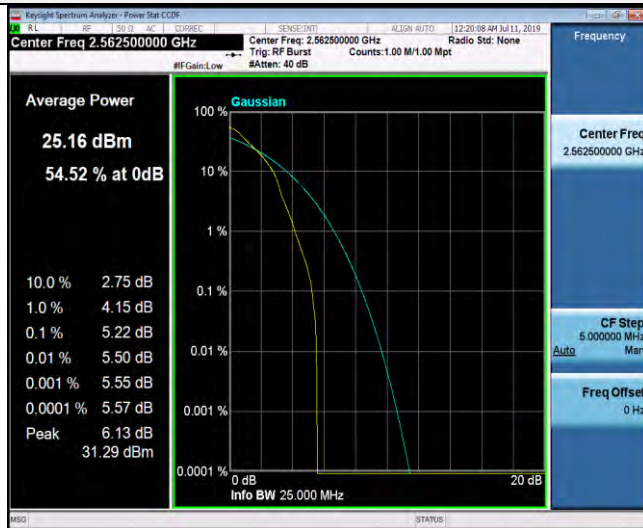 Keysight Spectrum Analyzer - Power Stat CCDF
RL RF 50 Ω AC CORREC SENSE:INT ALIGN AUTO 12:20:08 AM Jul 11, 2019
Center Freq 2.562500000 GHz
Center Freq: 2.562500000 GHz Radio Std: None
Trig: RF Burst Counts:1.00 M/1.00 Mpt
#IFGain:Low #Atten: 40 dB
Frequency
Average Power
25.16 dBm
54.52 % at 0dB
10.0 % 2.75 dB
1.0 % 4.15 dB
0.1 % 5.22 dB
0.01 % 5.50 dB
0.001 % 5.55 dB
0.0001 % 5.57 dB
Peak 6.13 dB
31.29 dBm
Gaussian
100 %
10 %
1 %
0.1 %
0.01 %
0.001 %
0.0001 %
0 dB 20 dB
Info BW 25.000 MHz
Center Freq
2.562500000 GHz
CF Step
5.000000 MHz
Auto Man
Freq Offset
0 Hz
MSG STATUS